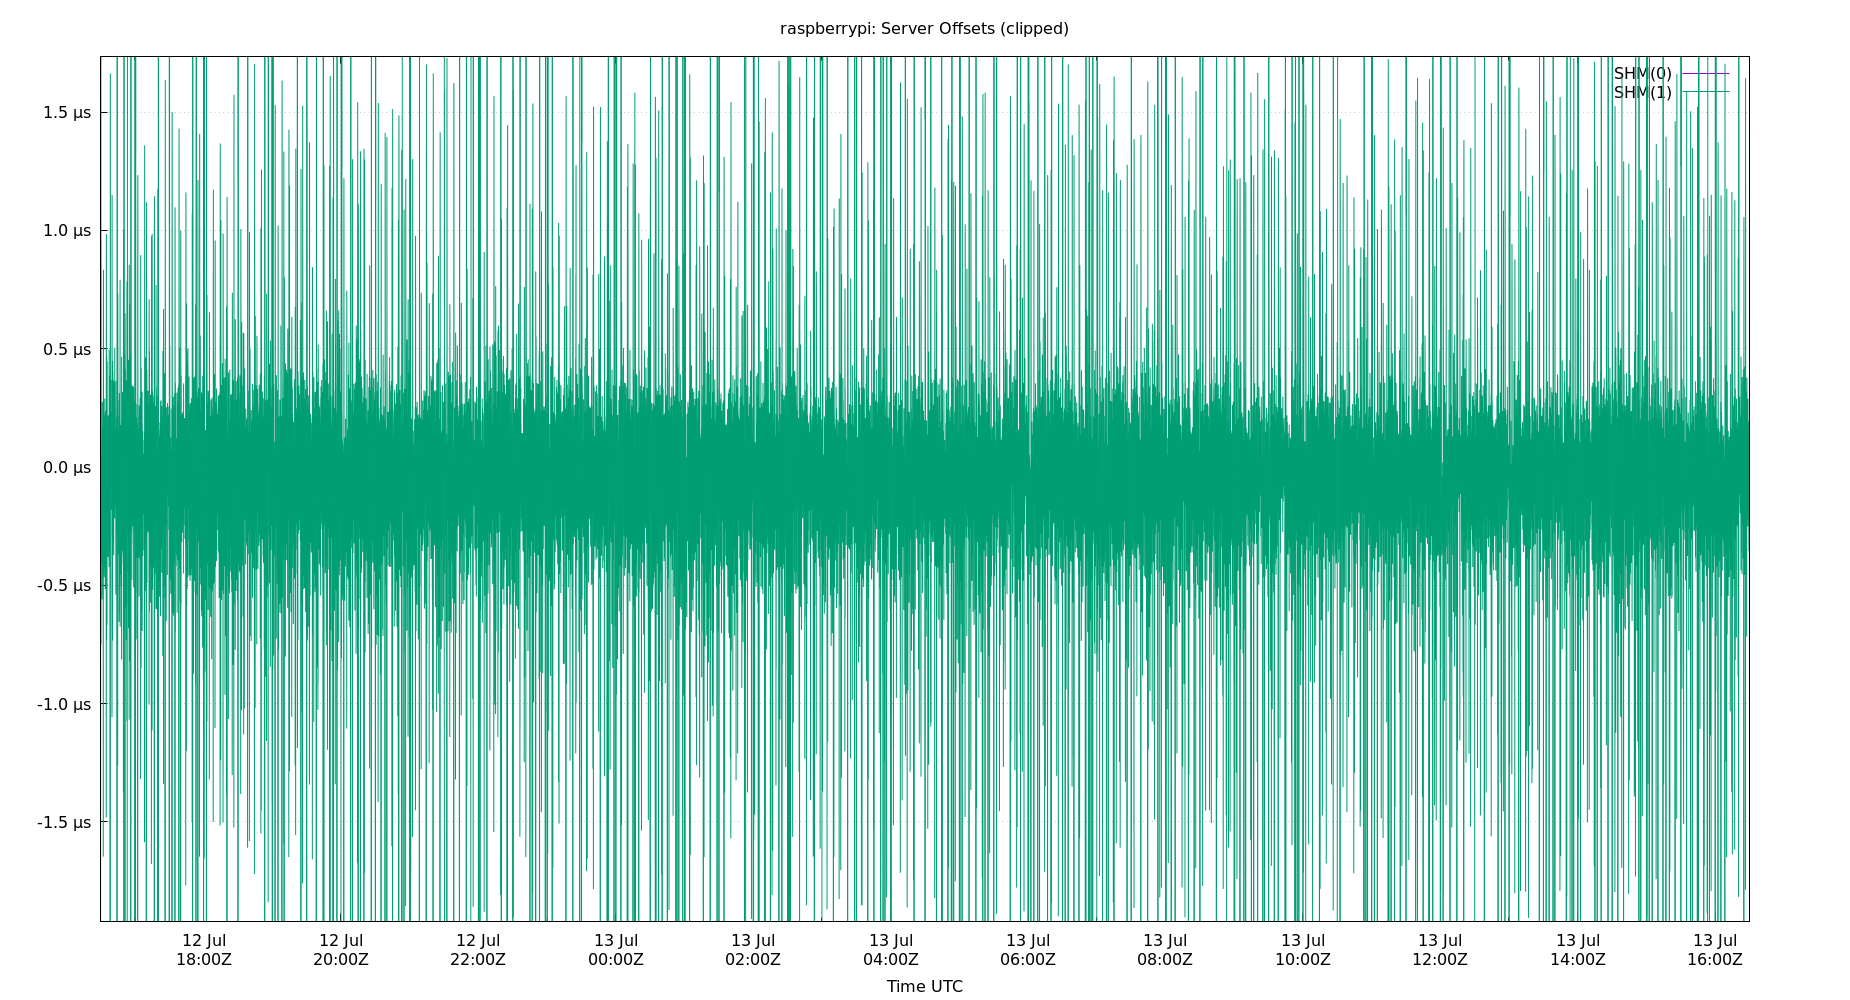 raspberrypi: Server Offsets (clipped)
SHM(0)
SHM(1)
1.5 µs
1.0 µs
0.5 µs
0.0 µs
-0.5 µs
-1.0 µs
-1.5 µs
12 Jul 12 Jul 12 Jul 13 Jul 13 Jul 13 Jul 13 Jul 13 Jul 13 Jul 13 Jul 13 Jul 13 Jul
18:00Z 20:00Z 22:00Z 00:00Z 02:00Z 04:00Z 06:00Z 08:00Z 10:00Z 12:00Z 14:00Z 16:00Z
Time UTC